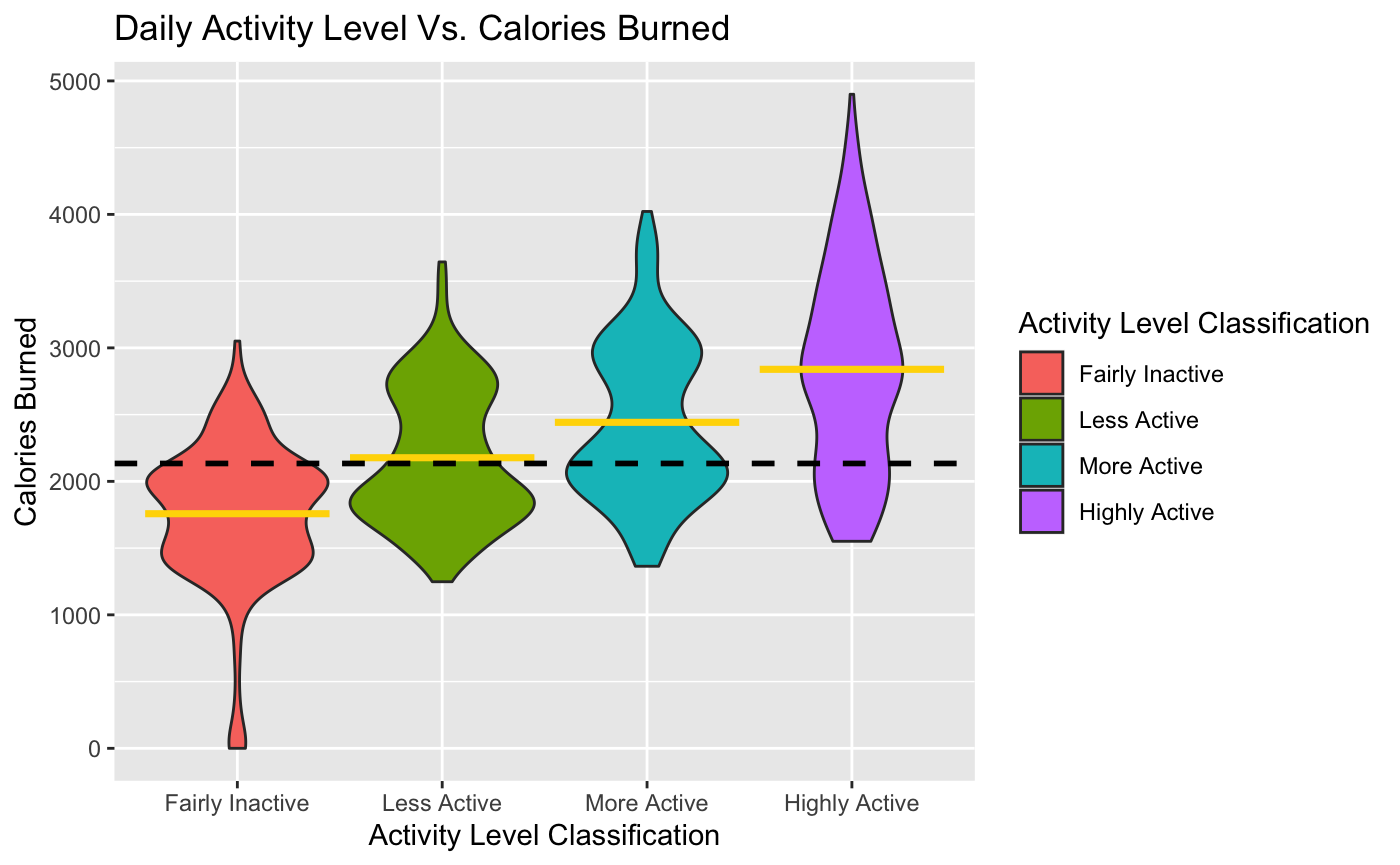 Daily Activity Level Vs. Calories Burned
Calories Burned
5000
4000
3000
2000
1000
0
Fairly Inactive
Less Active
More Active
Highly Active
Activity Level Classification
Activity Level Classification
Fairly Inactive
Less Active
More Active
Highly Active